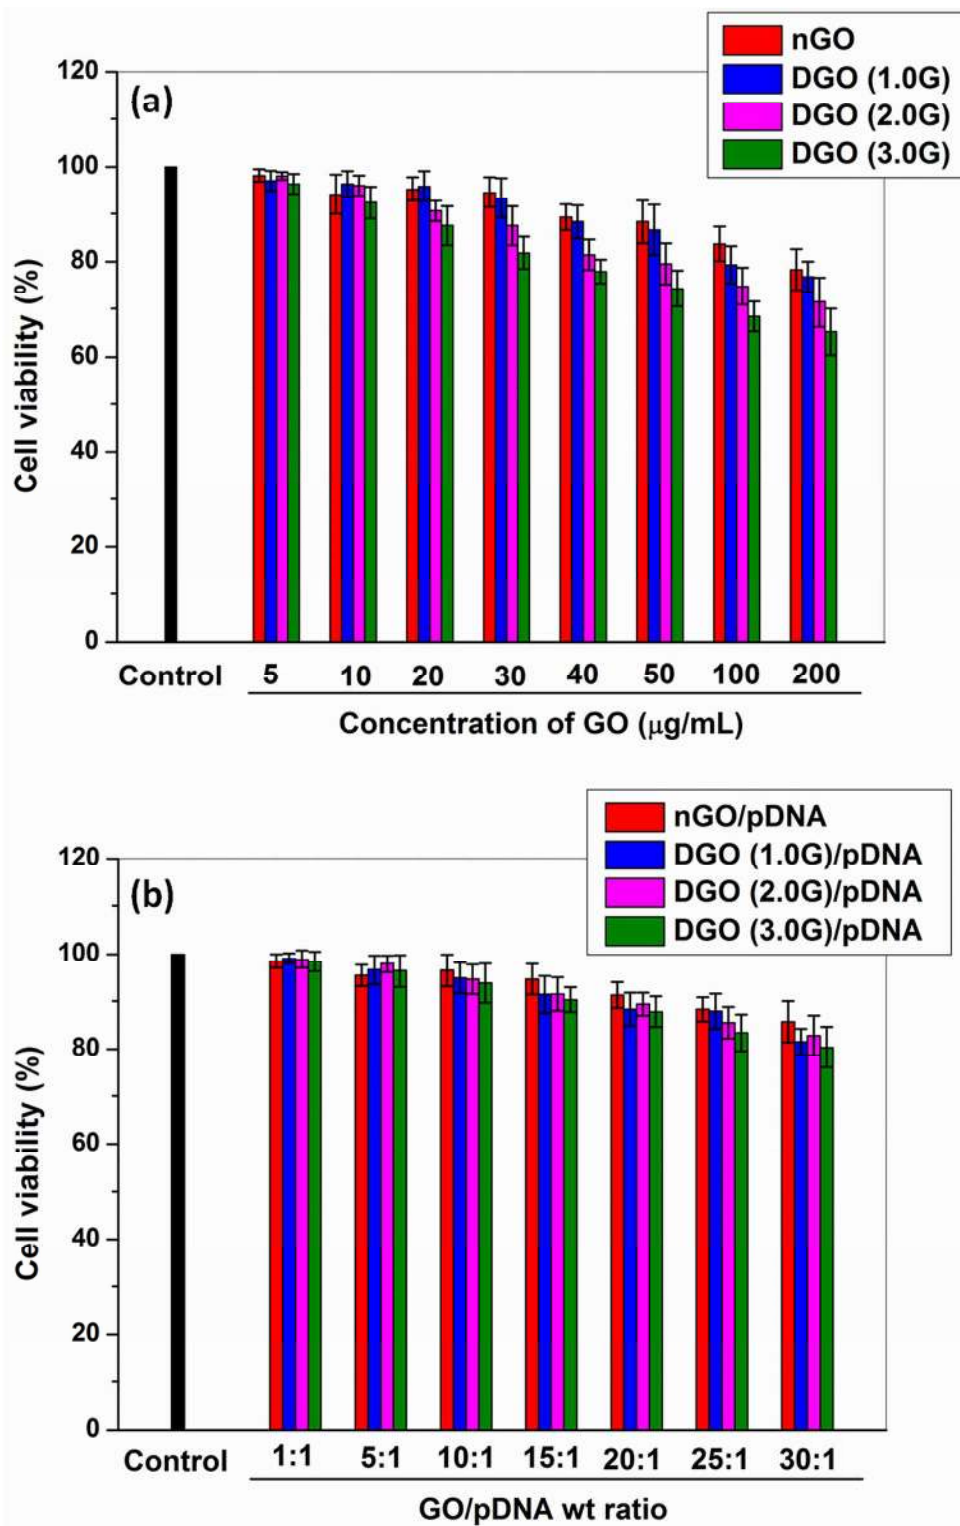 nGO
DGO (1.0G)
DGO (2.0G)
DGO (3.0G)
(a)
120
100
80
60
40
20
0
Cell viability (%)
Control 5 10 20 30 40 50 100 200
Concentration of GO (μg/mL)
nGO/pDNA
DGO (1.0G)/pDNA
DGO (2.0G)/pDNA
DGO (3.0G)/pDNA
(b)
120
100
80
60
40
20
0
Cell viability (%)
Control 1:1 5:1 10:1 15:1 20:1 25:1 30:1
GO/pDNA wt ratio